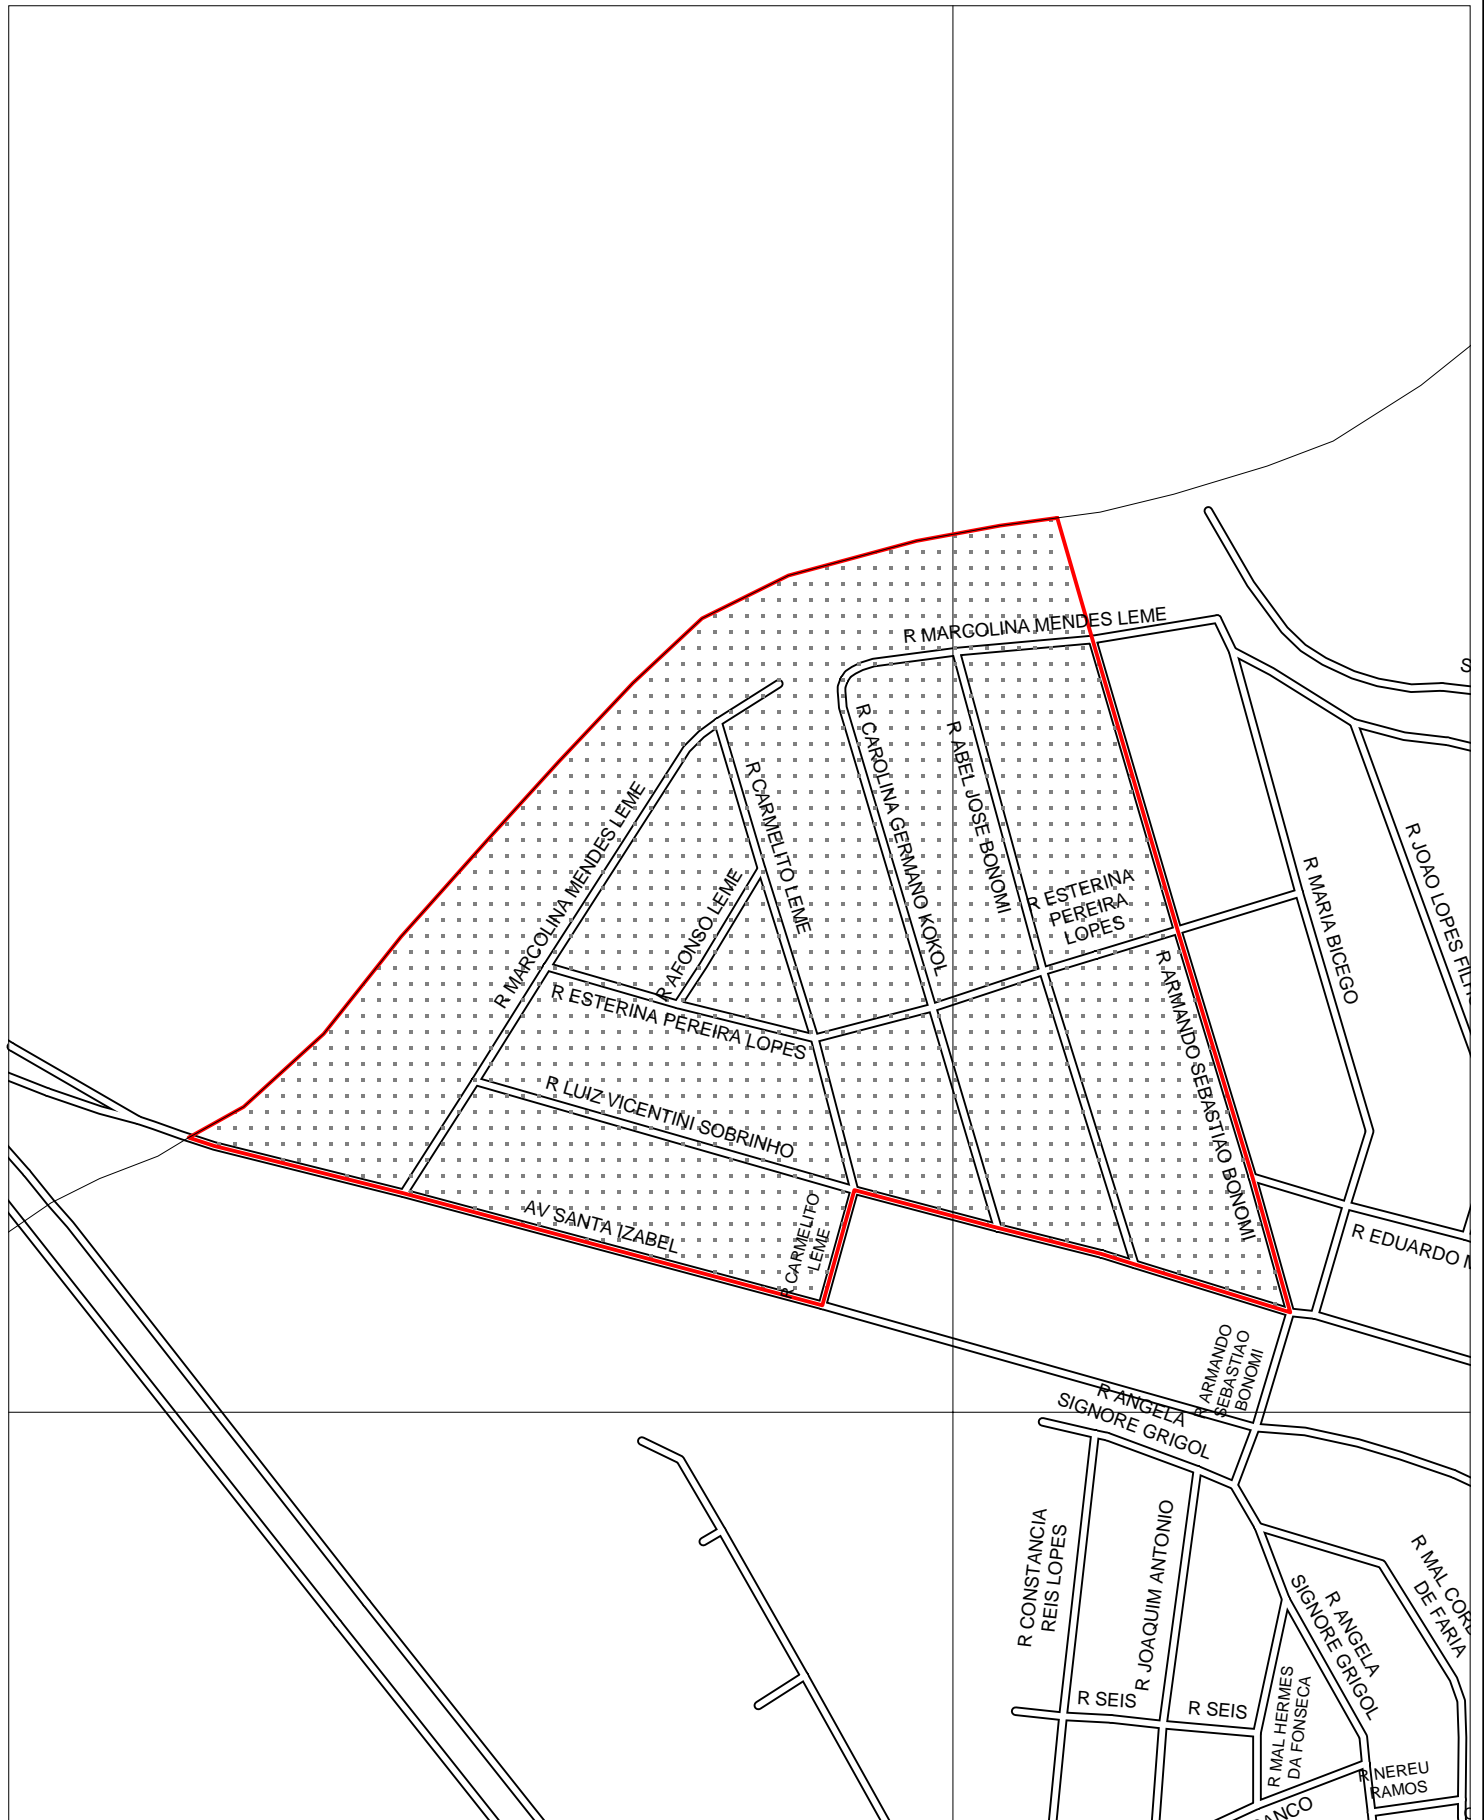 R MARCOLINA MENDES LEME
S
R CAROLINA GERMANO KOKOL
R ABEL JOSE BONOMI
R CARMELITO LEME
R MARCOLINA MENDES LEME
R AFONSO LEME
R ESTERINA
PEREIRA
LOPES
R JOAO LOPES FILH
R MARIA BICEGO
R ARMANDO SEBASTIAO BONOMI
R ESTERINA PEREIRA LOPES
R LUIZ VICENTINI SOBRINHO
AV SANTA IZABEL
R CARMELITO
LEME
R EDUARDO
R ARMANDO
SEBASTIAO
BONOMI
R ANGELA
SIGNORE GRIGOL
R CONSTANCIA
REIS LOPES
R JOAQUIM ANTONIO
R MAL CORD
DE FARIA
R ANGELA
SIGNORE GRIGOL
R SEIS
R SEIS
R MAL HERMES
DA FONSECA
R NEREU
RAMOS
ANCO